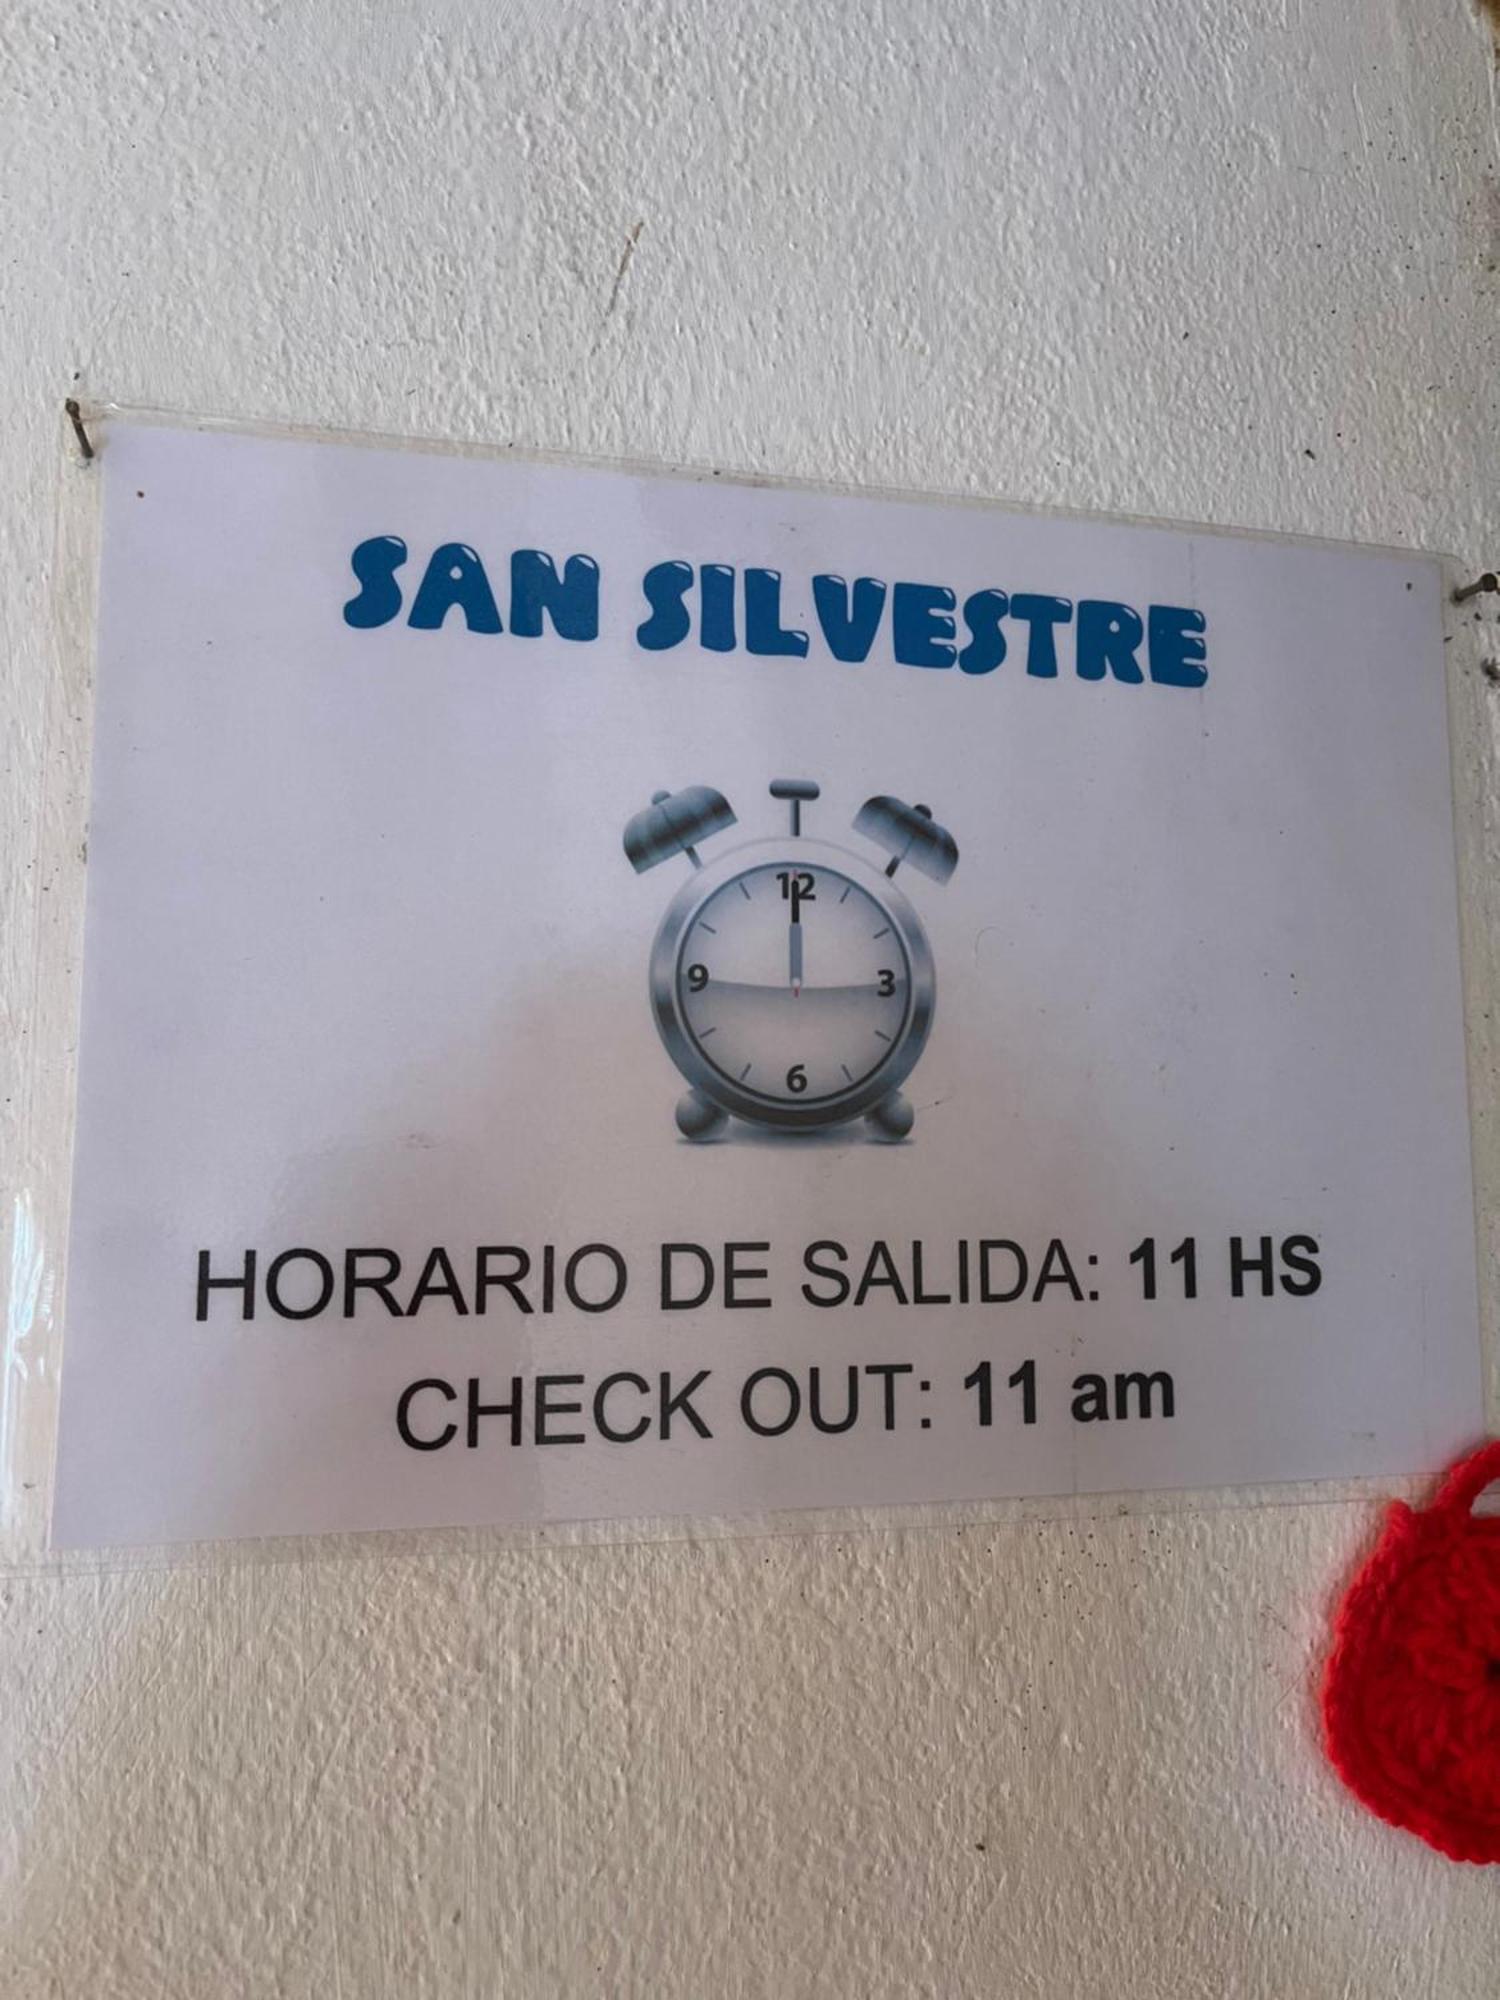 SAN SILVESTRE
12
9
3
6
HORARIO DE SALIDA: 11 HS
CHECK OUT: 11 am